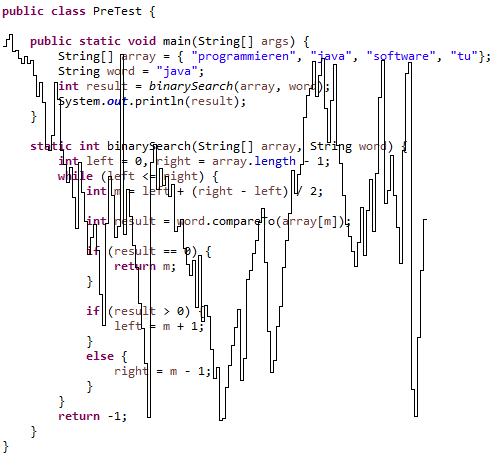 public class PreTest {
public static void main(String[] args) {
String[] array = { "programmieren", "java", "software", "tu"};
String word = "java";
int result = binarySearch(array, word);
System.out.println(result);
}
static int binarySearch(String[] array, String word) {
int left = 0, right = array.length - 1;
while (left <= right) {
int m = left + (right - left) / 2;
int result = word.compareTo(array[m]);
if (result == 0) {
return m;
}
if (result > 0) {
left = m + 1;
}
else {
right = m - 1;
}
}
return -1;
}
}